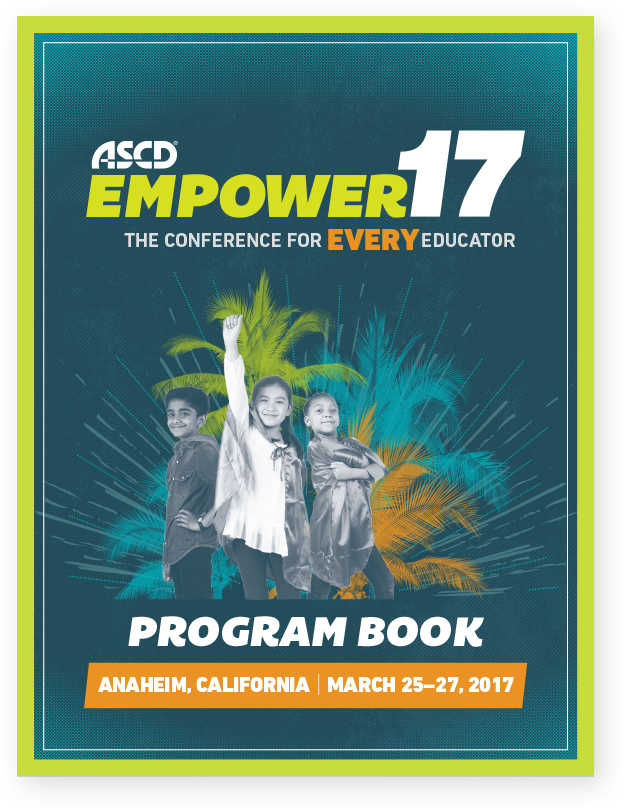 ASCD®
EMPOWER17
THE CONFERENCE FOR EVERY EDUCATOR
PROGRAM BOOK
ANAHEIM, CALIFORNIA | MARCH 25–27, 2017